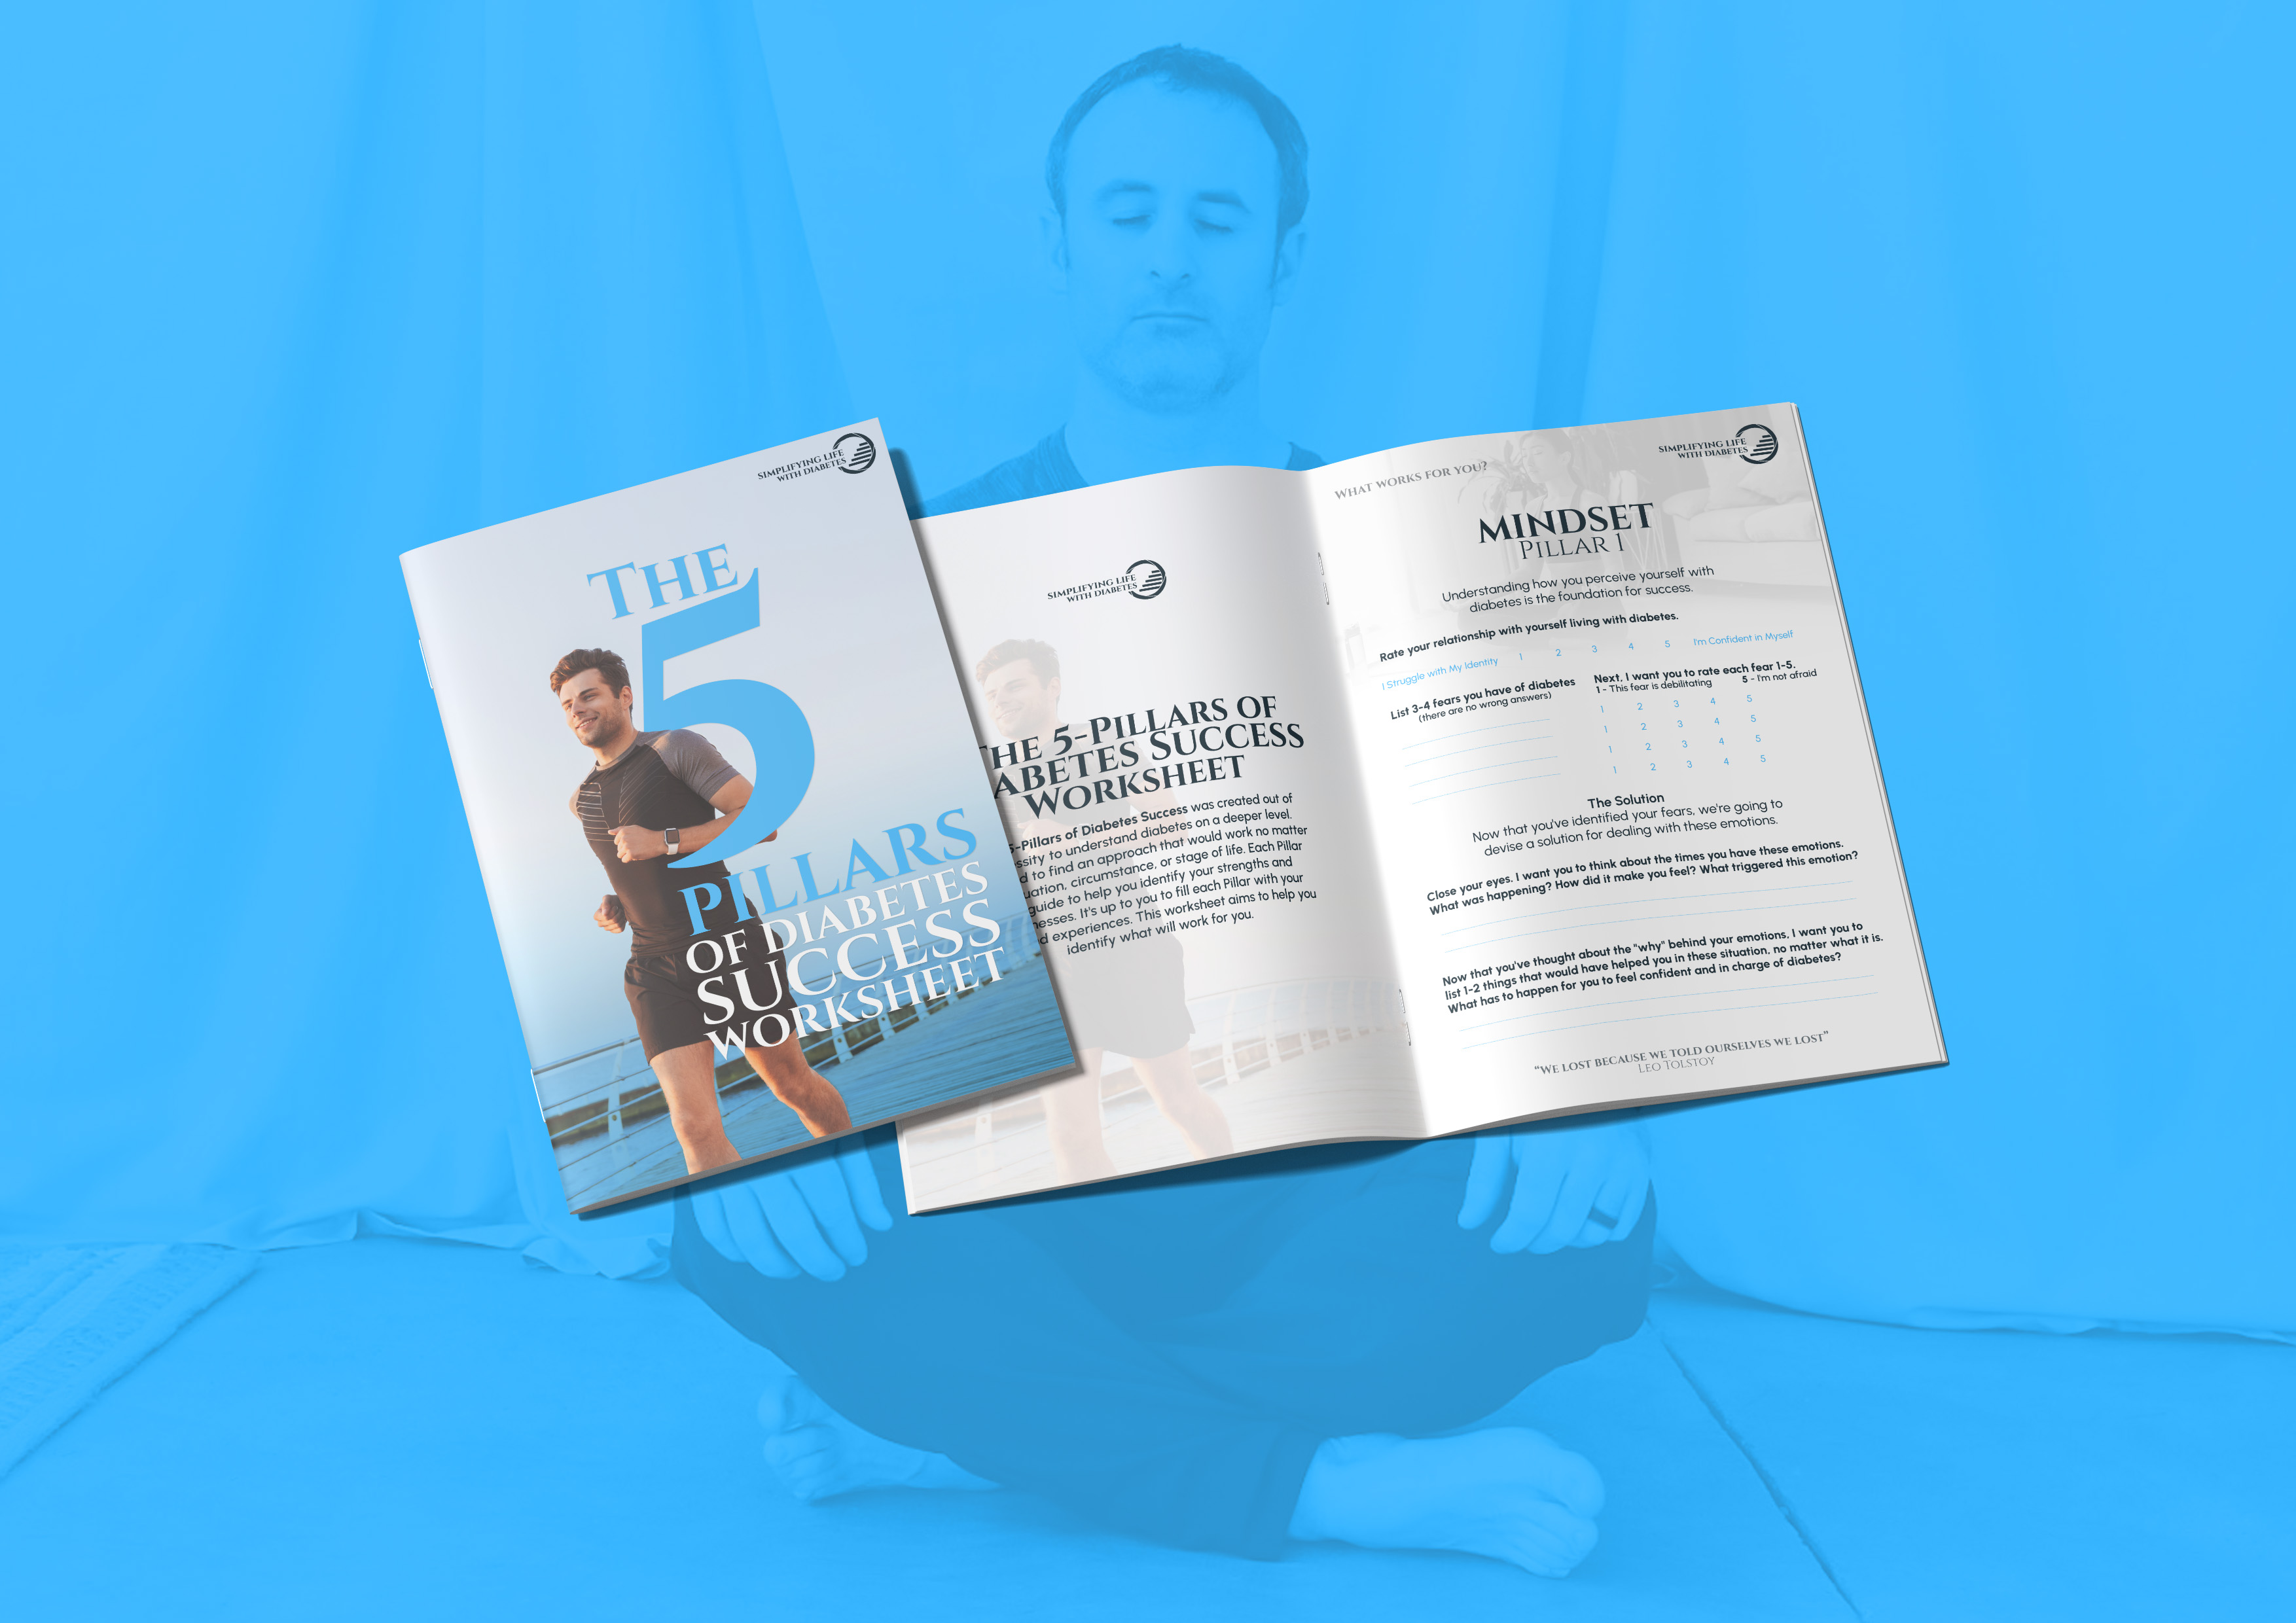 SIMPLIFYING LIFE
WITH DIABETES
THE
5
PILLARS
OF DIABETES
SUCCESS
WORKSHEET
SIMPLIFYING LIFE
WITH DIABETES
HE 5-PILLARS OF
ABETES SUCCESS
WORKSHEET
5-Pillars of Diabetes Success was created out of
ssity to understand diabetes on a deeper level.
d to find an approach that would work no matter
uation, circumstance, or stage of life. Each Pillar
guide to help you identify your strengths and
nesses. It's up to you to fill each Pillar with your
d experiences. This worksheet aims to help you
identify what will work for you.
WHAT WORKS FOR YOU?
SIMPLIFYING LIFE
WITH DIABETES
MINDSET
PILLAR 1
Understanding how you perceive yourself with
diabetes is the foundation for success.
Rate your relationship with yourself living with diabetes.
I Struggle with My Identity 1 2 3 4 5 I'm Confident in Myself
List 3-4 fears you have of diabetes
(there are no wrong answers)
Next, I want you to rate each fear 1-5.
1 - This fear is debilitating 5 - I'm not afraid
1 2 3 4 5
1 2 3 4 5
1 2 3 4 5
1 2 3 4 5
The Solution
Now that you've identified your fears, we're going to
devise a solution for dealing with these emotions.
Close your eyes. I want you to think about the times you have these emotions.
What was happening? How did it make you feel? What triggered this emotion?
Now that you've thought about the "why" behind your emotions, I want you to
list 1-2 things that would have helped you in these situation, no matter what it is.
What has to happen for you to feel confident and in charge of diabetes?
"WE LOST BECAUSE WE TOLD OURSELVES WE LOST"
LEO TOLSTOY